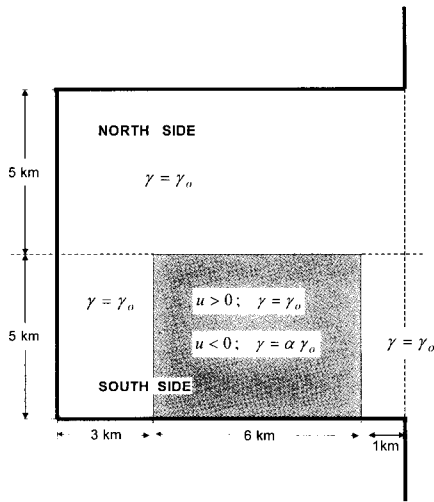 NORTH SIDE
5 km
γ = γₒ
γ = γₒ
u > 0 ; γ = γₒ
u < 0 ; γ = α γₒ
5 km
γ = γₒ
SOUTH SIDE
3 km
6 km
1km